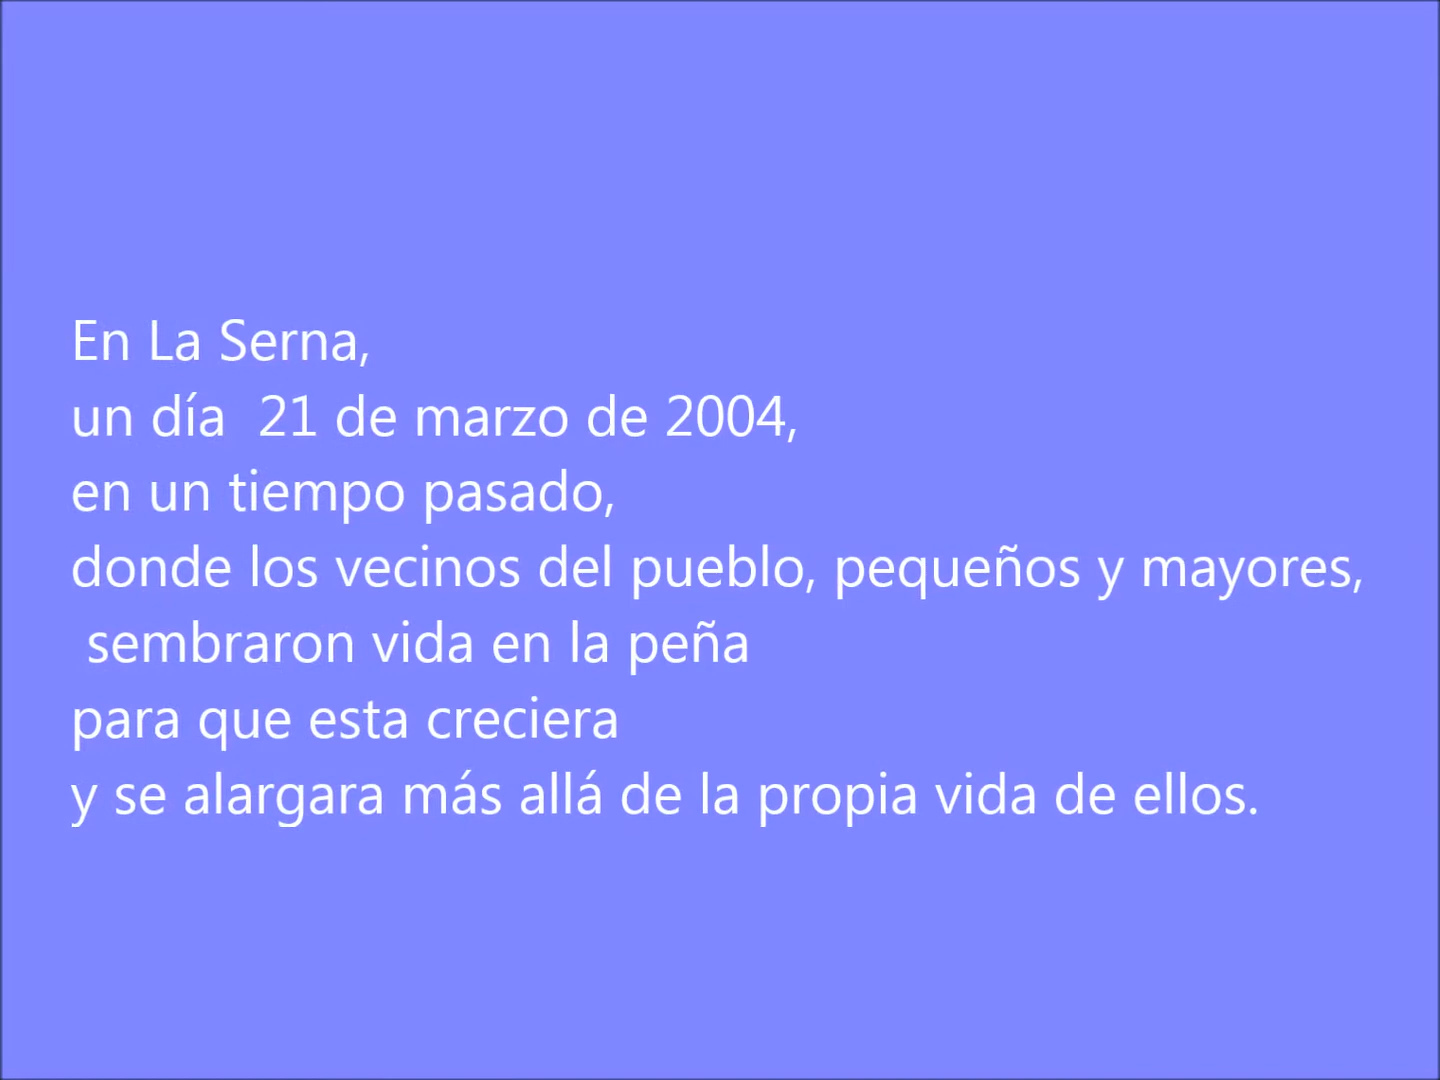 En La Serna,
un día  21 de marzo de 2004,
en un tiempo pasado,
donde los vecinos del pueblo, pequeños y mayores,
 sembraron vida en la peña
para que esta creciera
y se alargara más allá de la propia vida de ellos.